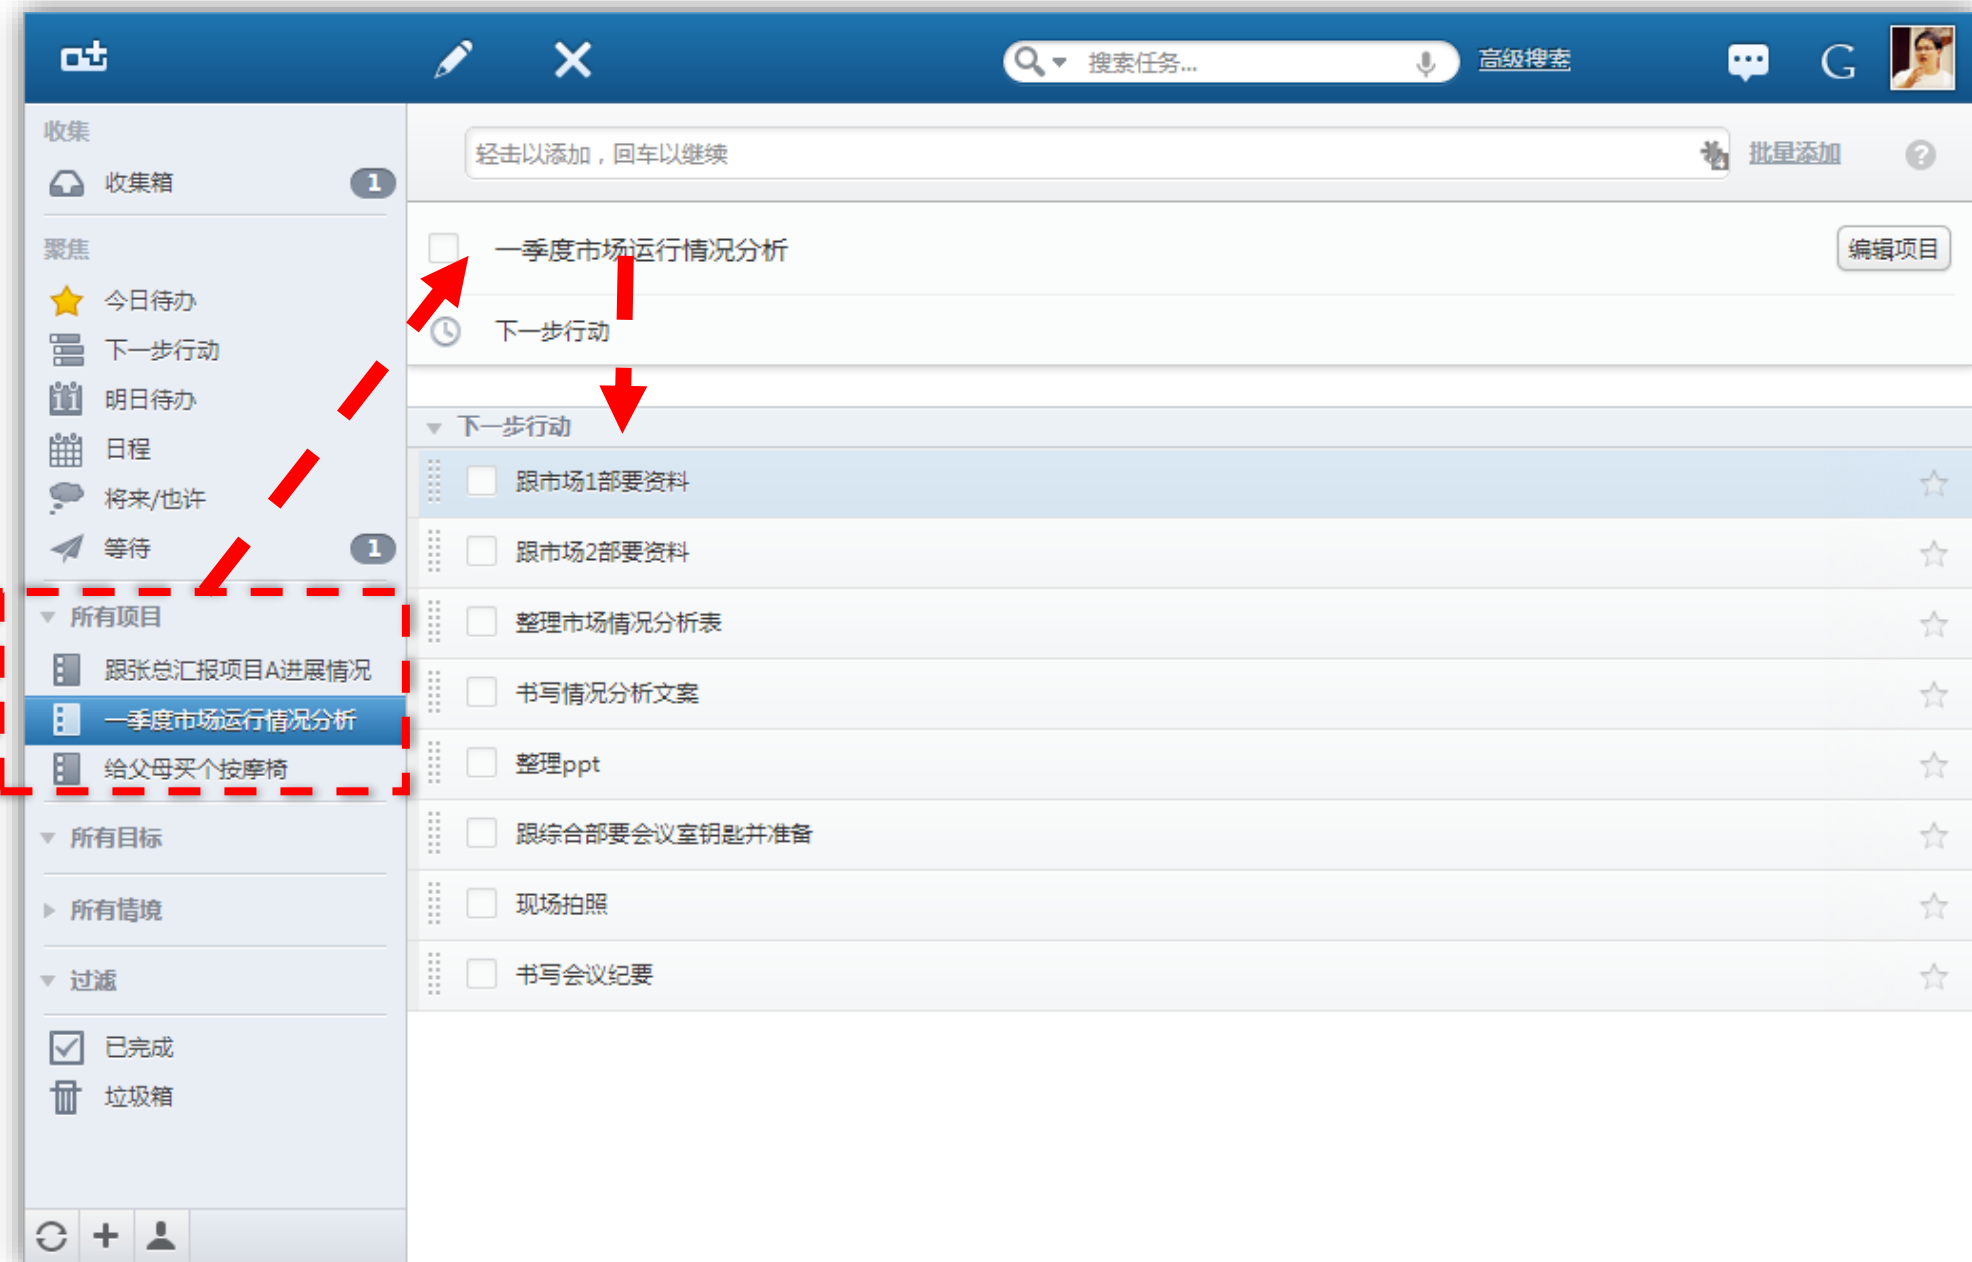 搜索任务...
高级搜索
G
收集
收集箱
1
聚焦
今日待办
下一步行动
11
明日待办
日程
将来/也许
等待
1
所有项目
跟张总汇报项目A进展情况
一季度市场运行情况分析
给父母买个按摩椅
所有目标
所有情境
过滤
已完成
垃圾箱
轻击以添加，回车以继续
批量添加
?
一季度市场运行情况分析
编辑项目
下一步行动
下一步行动
跟市场1部要资料
跟市场2部要资料
整理市场情况分析表
书写情况分析文案
整理ppt
跟综合部要会议室钥匙并准备
现场拍照
书写会议纪要